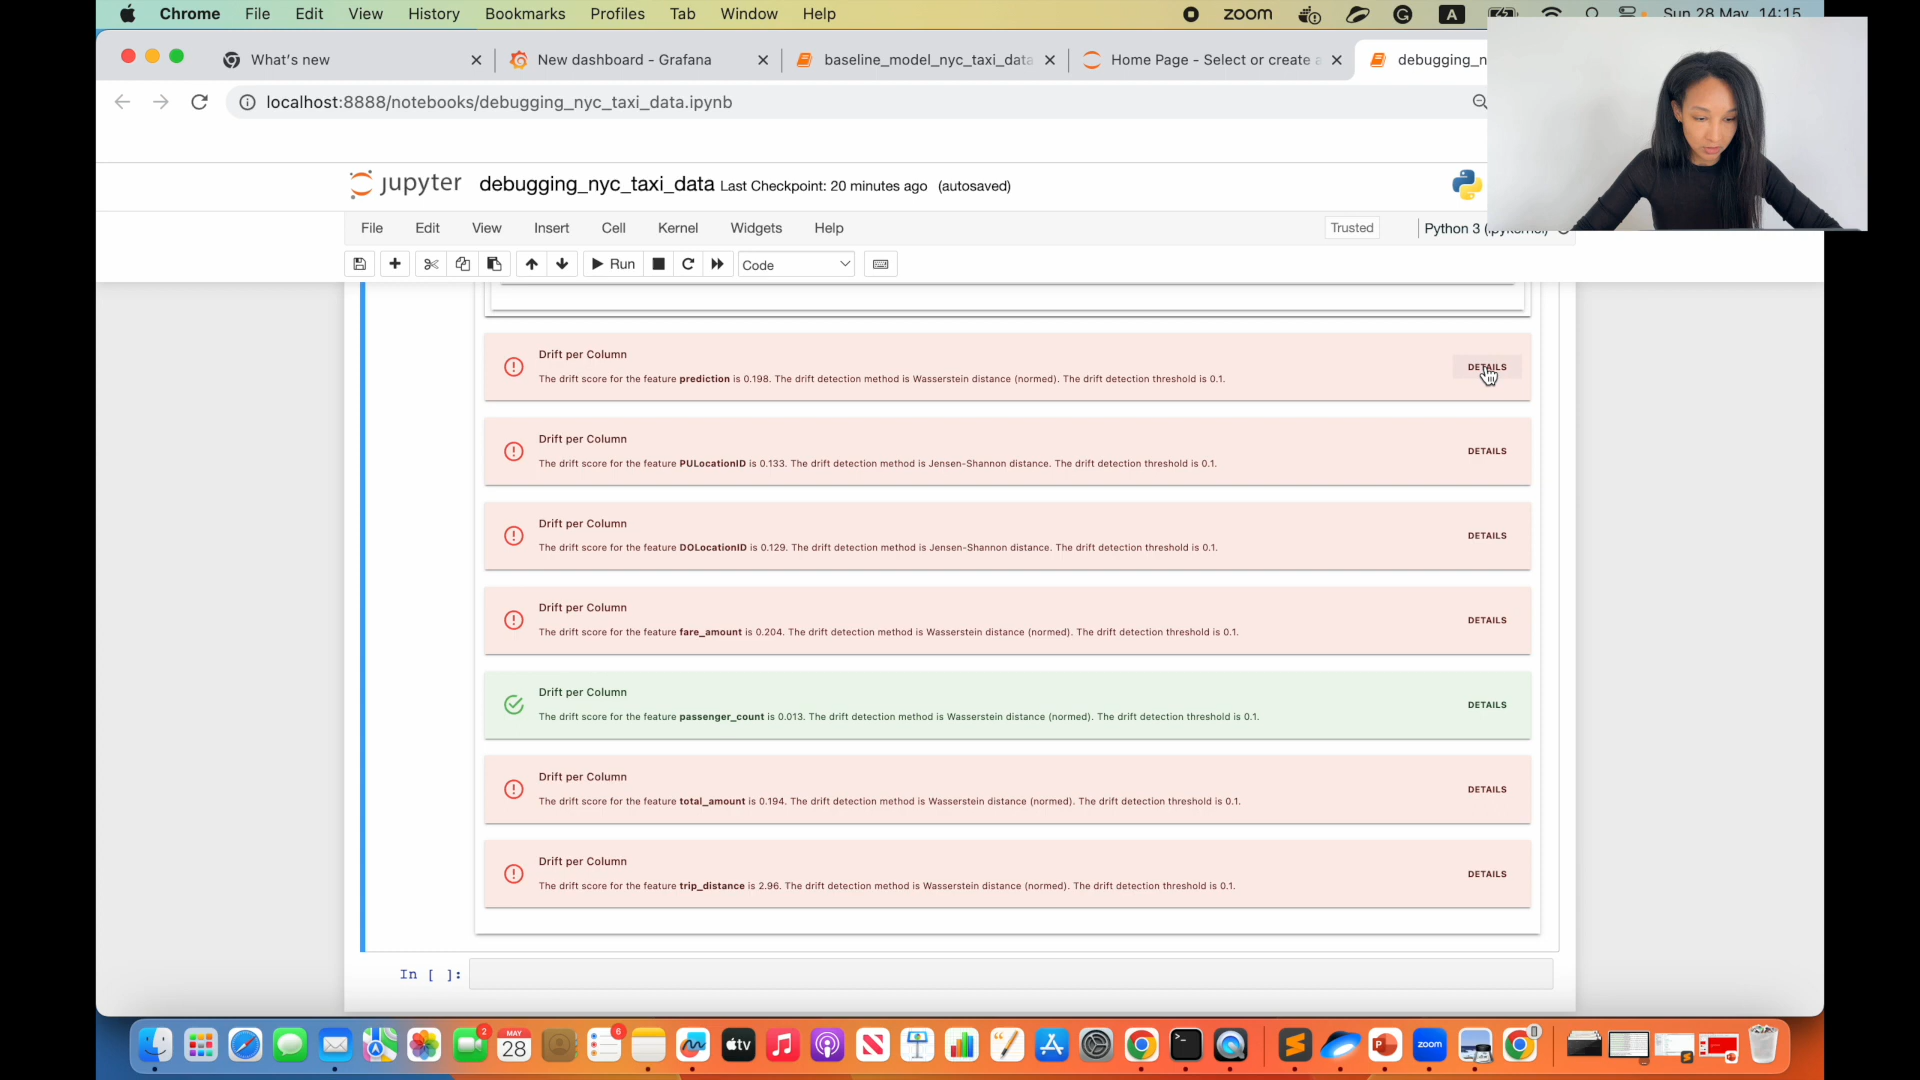 Chrome File Edit View History Bookmarks Profiles Tab Window Help zoom A Sun 28 May 14:15
What's new
New dashboard - Grafana
baseline_model_nyc_taxi_data
Home Page - Select or create a
debugging_n
localhost:8888/notebooks/debugging_nyc_taxi_data.ipynb
jupyter debugging_nyc_taxi_data Last Checkpoint: 20 minutes ago (autosaved)
File Edit View Insert Cell Kernel Widgets Help Trusted Python 3 (ipykernel)
Run Code
Drift per Column
The drift score for the feature prediction is 0.198. The drift detection method is Wasserstein distance (normed). The drift detection threshold is 0.1.
DETAILS
Drift per Column
The drift score for the feature PULocationID is 0.133. The drift detection method is Jensen-Shannon distance. The drift detection threshold is 0.1.
DETAILS
Drift per Column
The drift score for the feature DOLocationID is 0.129. The drift detection method is Jensen-Shannon distance. The drift detection threshold is 0.1.
DETAILS
Drift per Column
The drift score for the feature fare_amount is 0.204. The drift detection method is Wasserstein distance (normed). The drift detection threshold is 0.1.
DETAILS
Drift per Column
The drift score for the feature passenger_count is 0.013. The drift detection method is Wasserstein distance (normed). The drift detection threshold is 0.1.
DETAILS
Drift per Column
The drift score for the feature total_amount is 0.194. The drift detection method is Wasserstein distance (normed). The drift detection threshold is 0.1.
DETAILS
Drift per Column
The drift score for the feature trip_distance is 2.96. The drift detection method is Wasserstein distance (normed). The drift detection threshold is 0.1.
DETAILS
In [ ]:
2 MAY 28 6 tv zoom